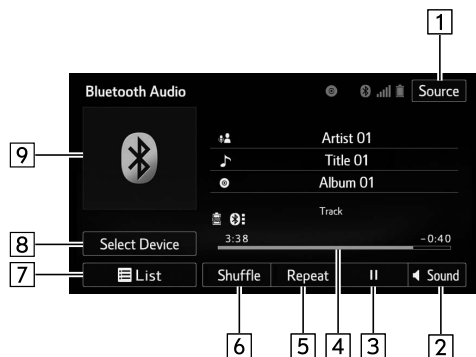 1
Bluetooth Audio
Source
9
Artist 01
Title 01
Album 01
Track
3:38
-0:40
8
Select Device
7
List
Shuffle
Repeat
Sound
6
5
4
3
2